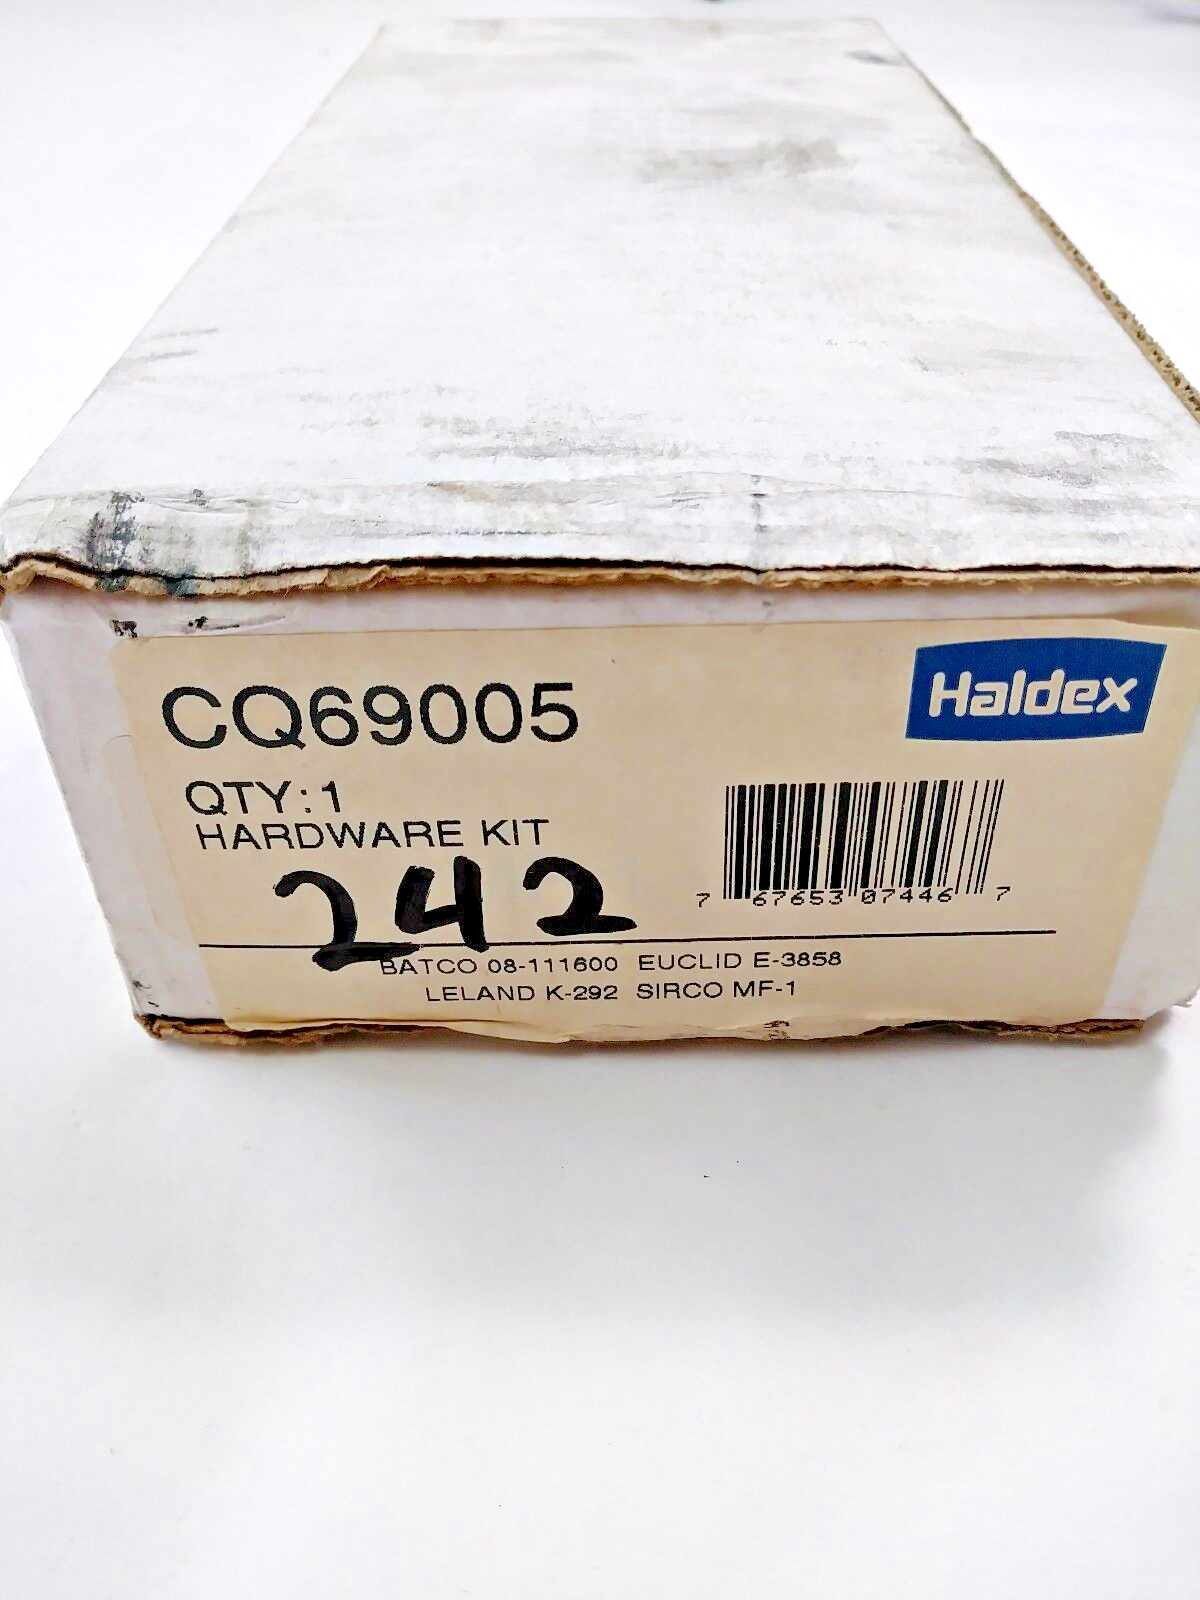 CQ69005
Haldex
QTY: 1
HARDWARE KIT
242
7 67653 07446 7
BATCO 08-111600 EUCLID E-3858
LELAND K-292 SIRCO MF-1